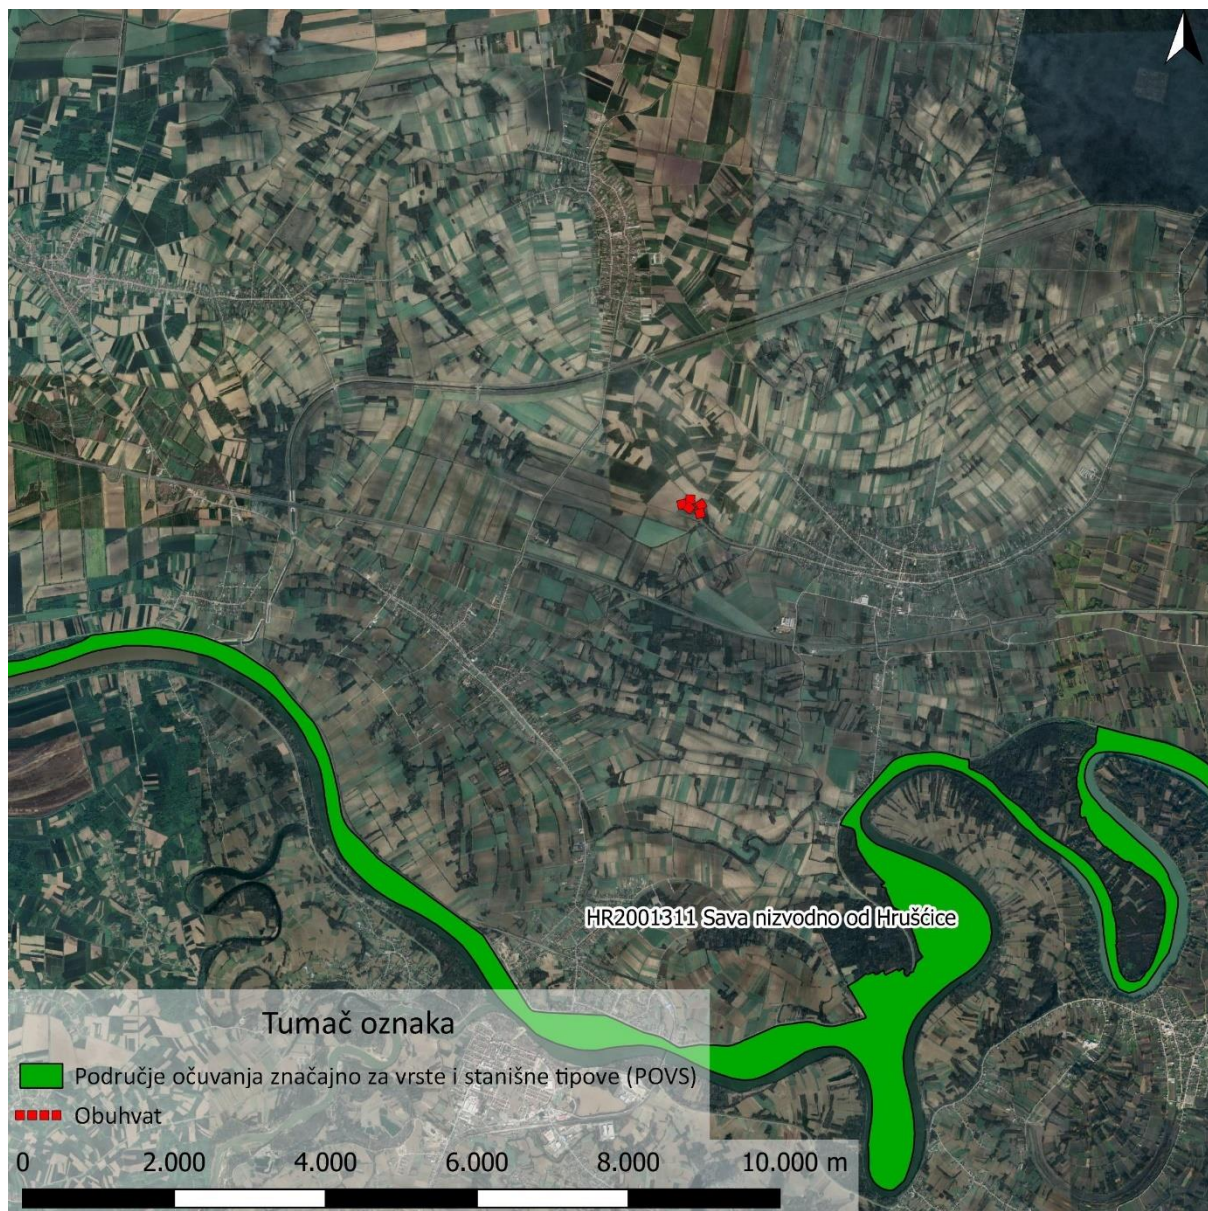 HR2001311 Sava nizvodno od Hrušćice
Tumač oznaka
Područje očuvanja značajno za vrste i stanišne tipove (POVS)
Obuhvat
0 2.000 4.000 6.000 8.000 10.000 m